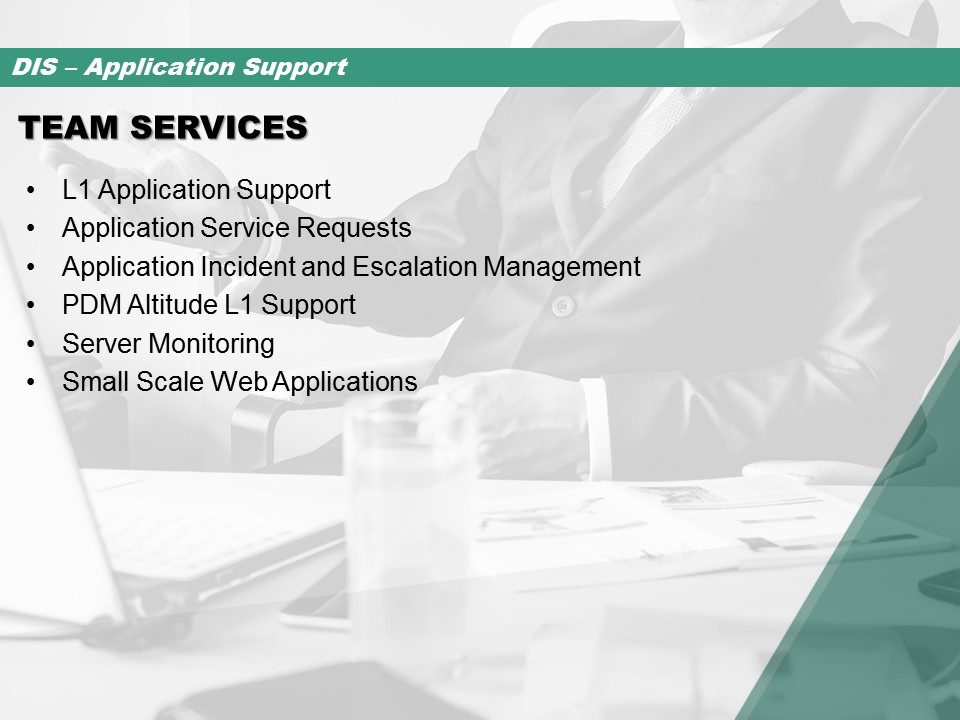 DIS – Application Support
TEAM SERVICES
• L1 Application Support
• Application Service Requests
• Application Incident and Escalation Management
• PDM Altitude L1 Support
• Server Monitoring
• Small Scale Web Applications